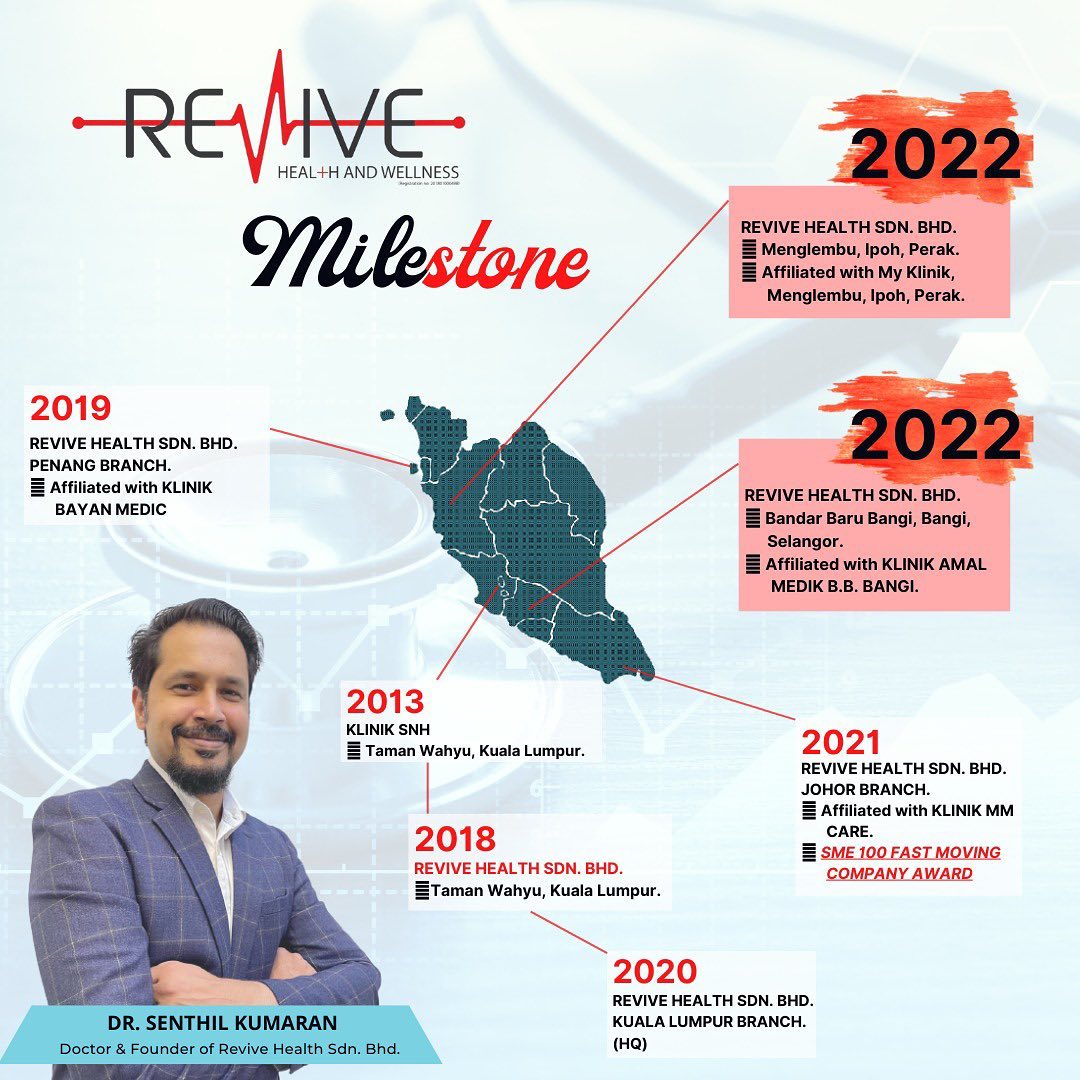 REVIVE
HEALTH AND WELLNESS
Milestone
2022
REVIVE HEALTH SDN. BHD.
Menglembu, Ipoh, Perak.
Affiliated with My Klinik,
Menglembu, Ipoh, Perak.
2019
REVIVE HEALTH SDN. BHD.
PENANG BRANCH.
Affiliated with KLINIK
BAYAN MEDIC
2022
REVIVE HEALTH SDN. BHD.
Bandar Baru Bangi, Bangi,
Selangor.
Affiliated with KLINIK AMAL
MEDIK B.B. BANGI.
2013
KLINIK SNH
Taman Wahyu, Kuala Lumpur.
2021
REVIVE HEALTH SDN. BHD.
JOHOR BRANCH.
Affiliated with KLINIK MM
CARE.
SME 100 FAST MOVING
COMPANY AWARD
2018
REVIVE HEALTH SDN. BHD.
Taman Wahyu, Kuala Lumpur.
2020
REVIVE HEALTH SDN. BHD.
KUALA LUMPUR BRANCH.
(HQ)
DR. SENTHIL KUMARAN
Doctor & Founder of Revive Health Sdn. Bhd.